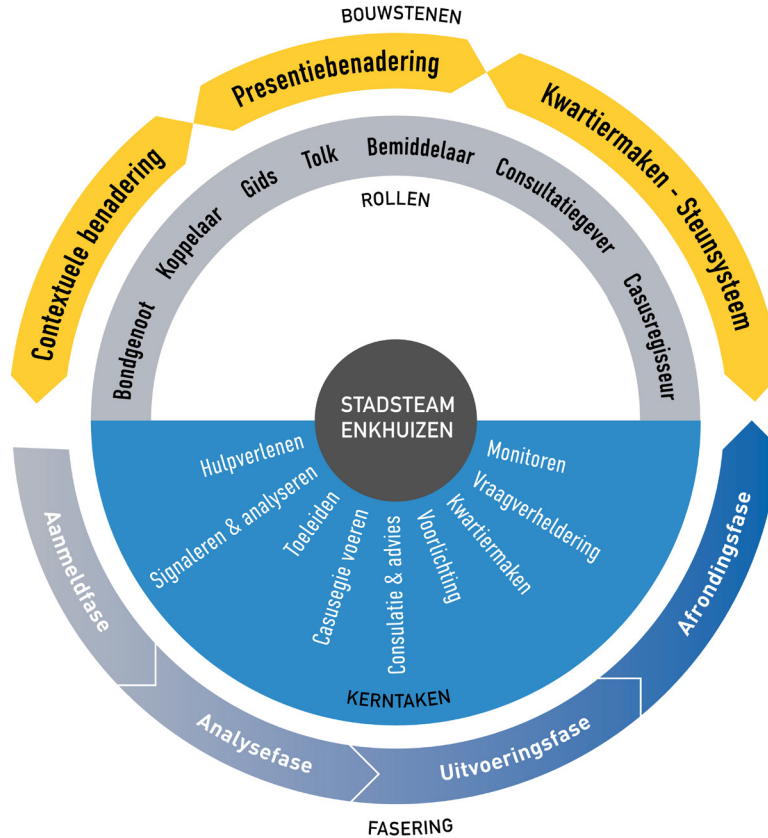 BOUWSTENEN
Contextuele benadering
Presentiebenadering
Kwartiermaken - Steunsysteem
Bondgenoot
Koppelaar
Gids
Tolk
Bemiddelaar
Consultatiegever
Casusregisseur
ROLLEN
STADSTEAM
ENKHUIZEN
Hulpverlenen
Signaleren & analyseren
Toeleiden
Casusegie voeren
Consulatie & advies
Voorlichting
Kwartiermaken
Vraagverheldering
Monitoren
KERNTAKEN
Aanmeldfase
Analysefase
Uitvoeringsfase
Afrondingsfase
FASERING